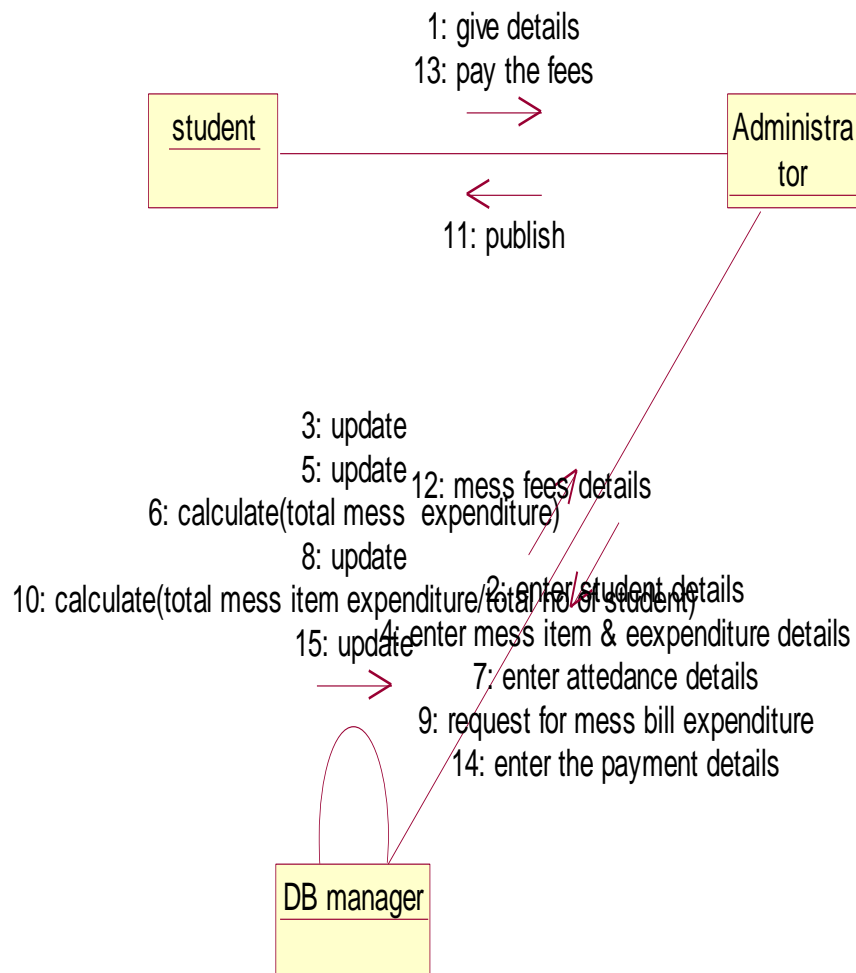 1: give details
13: pay the fees
student
Administra
tor
11: publish
3: update
5: update
12: mess fees details
6: calculate(total mess expenditure)
8: update
2: enter student details
10: calculate(total mess item expenditure/total no of student)
4: enter mess item & eexpenditure details
15: update
7: enter attedance details
9: request for mess bill expenditure
14: enter the payment details
DB manager